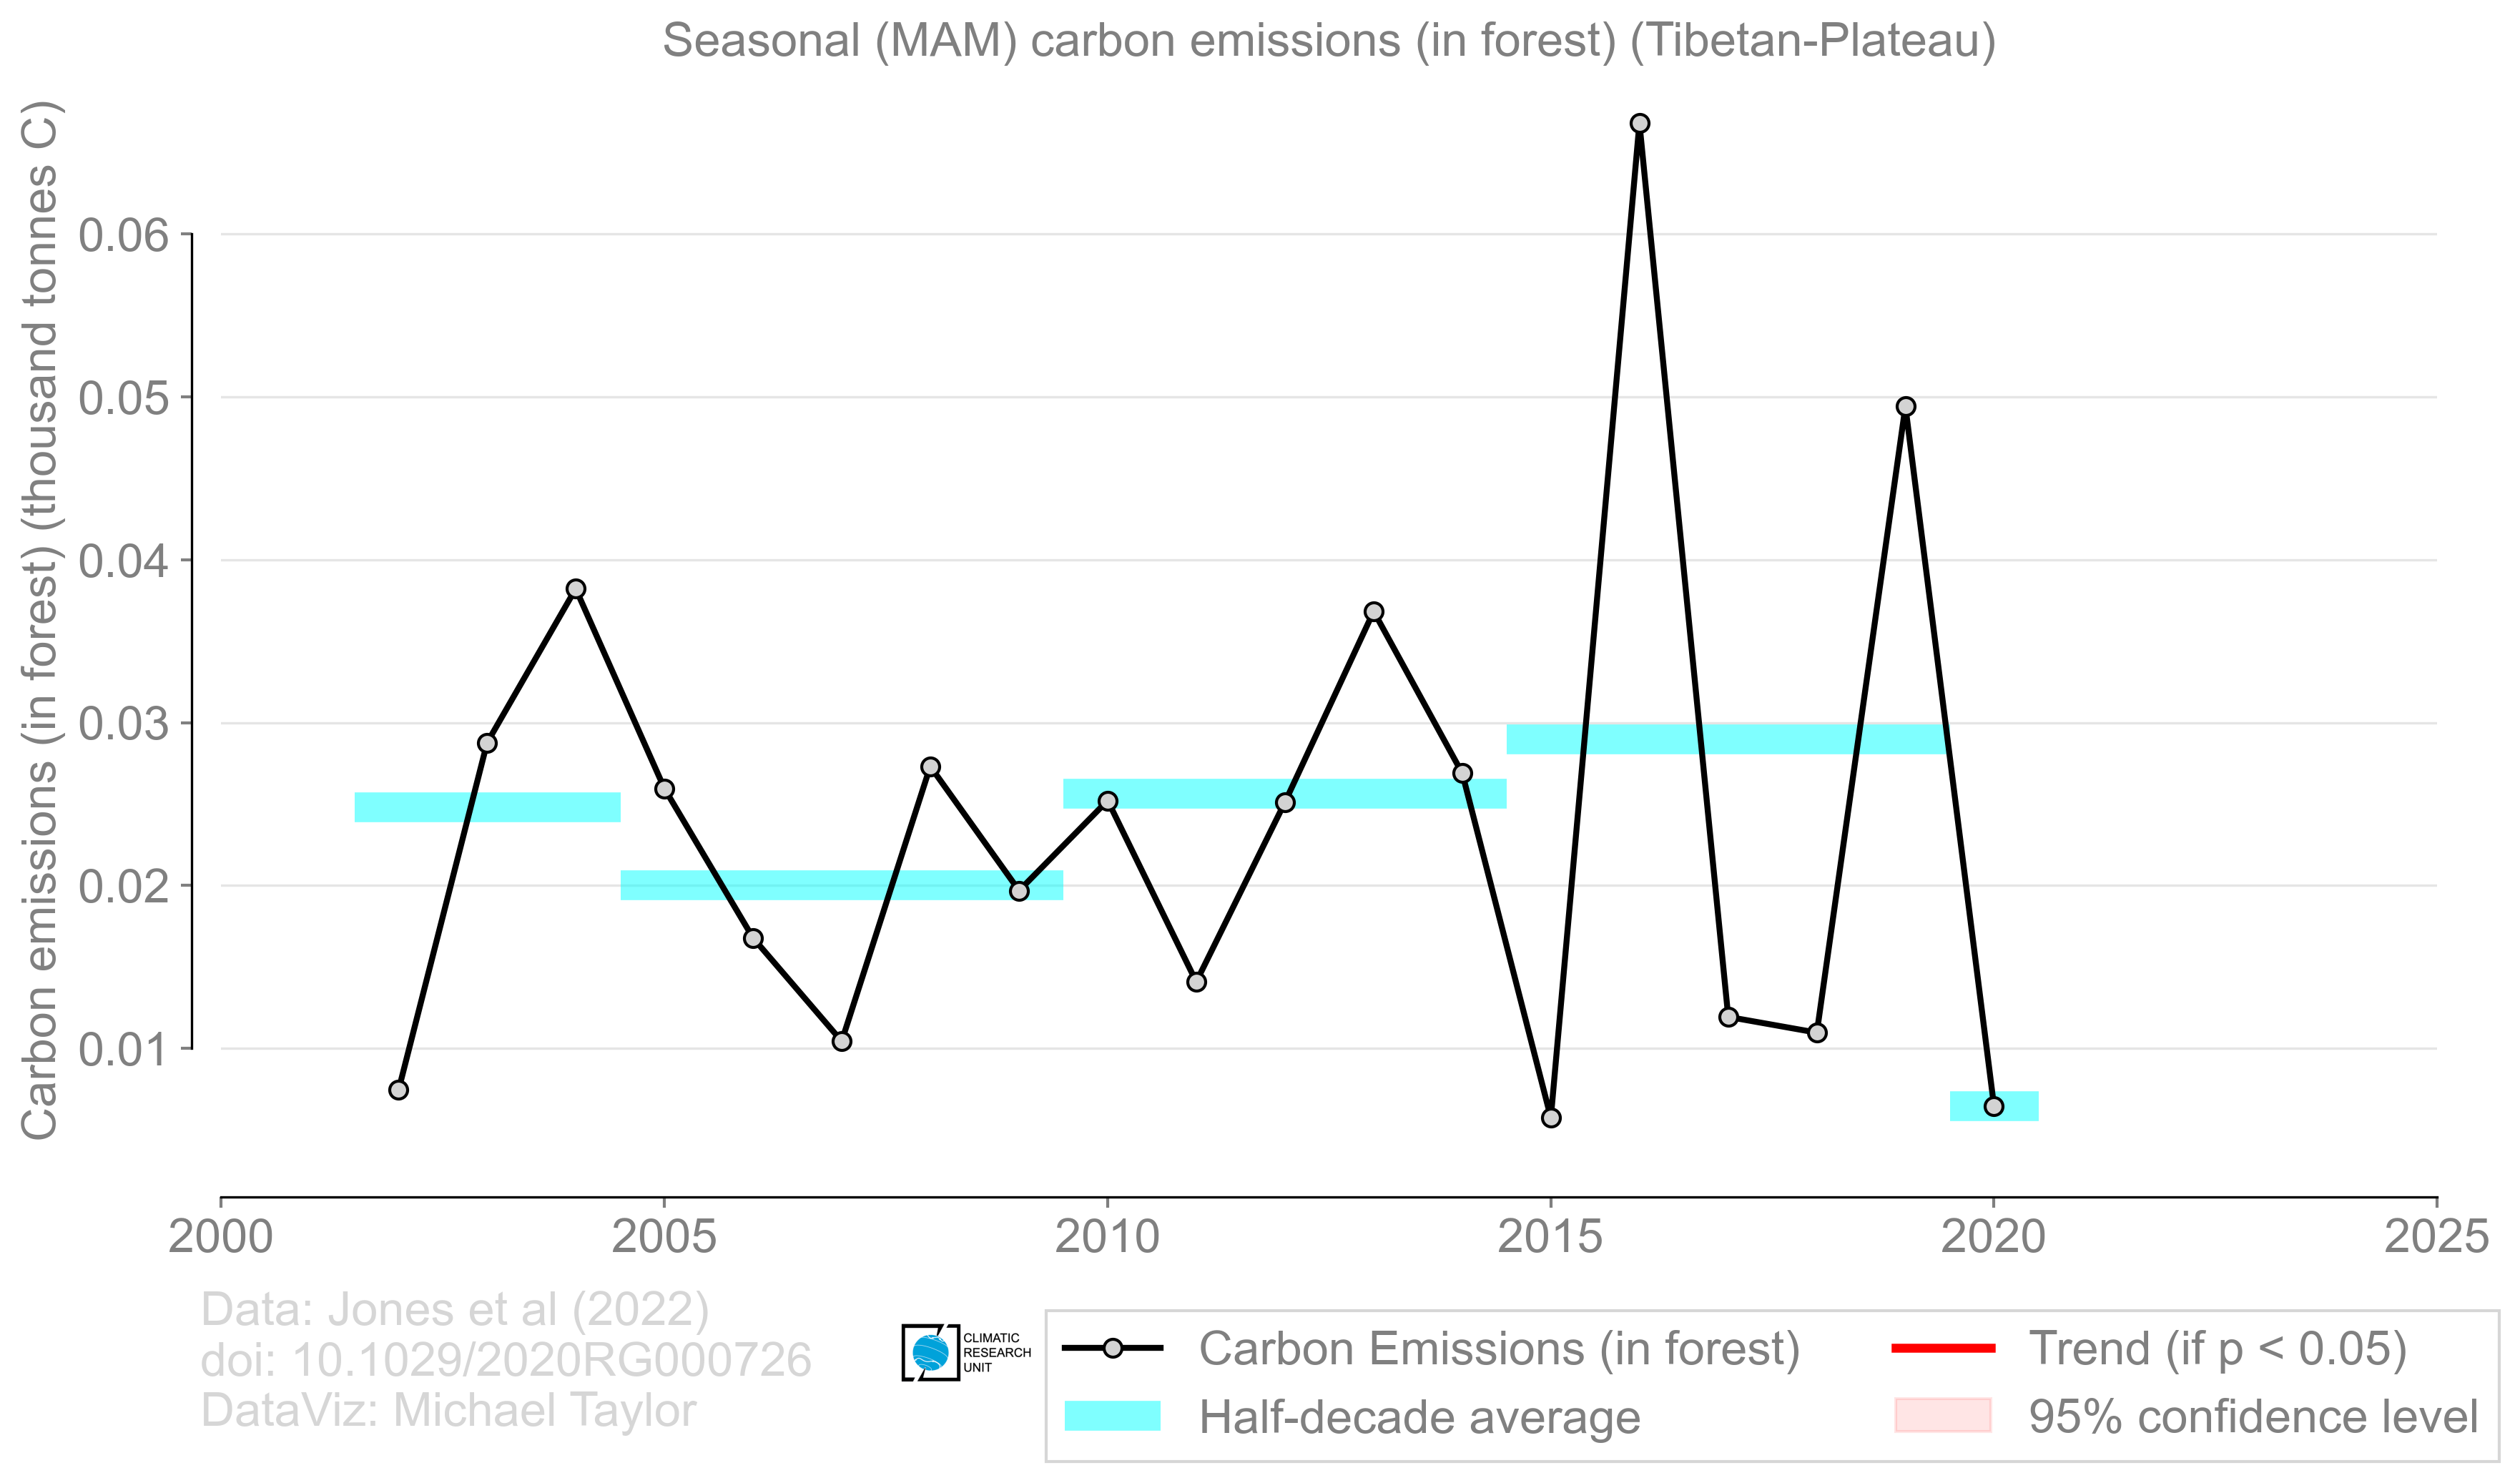 Seasonal (MAM) carbon emissions (in forest) (Tibetan-Plateau)
Carbon emissions (in forest) (thousand tonnes C)
0.06
0.05
0.04
0.03
0.02
0.01
2000
2005
2010
2015
2020
2025
Data: Jones et al (2022)
doi: 10.1029/2020RG000726
DataViz: Michael Taylor
CLIMATIC
RESEARCH
UNIT
Carbon Emissions (in forest)
Half-decade average
Trend (if p < 0.05)
95% confidence level